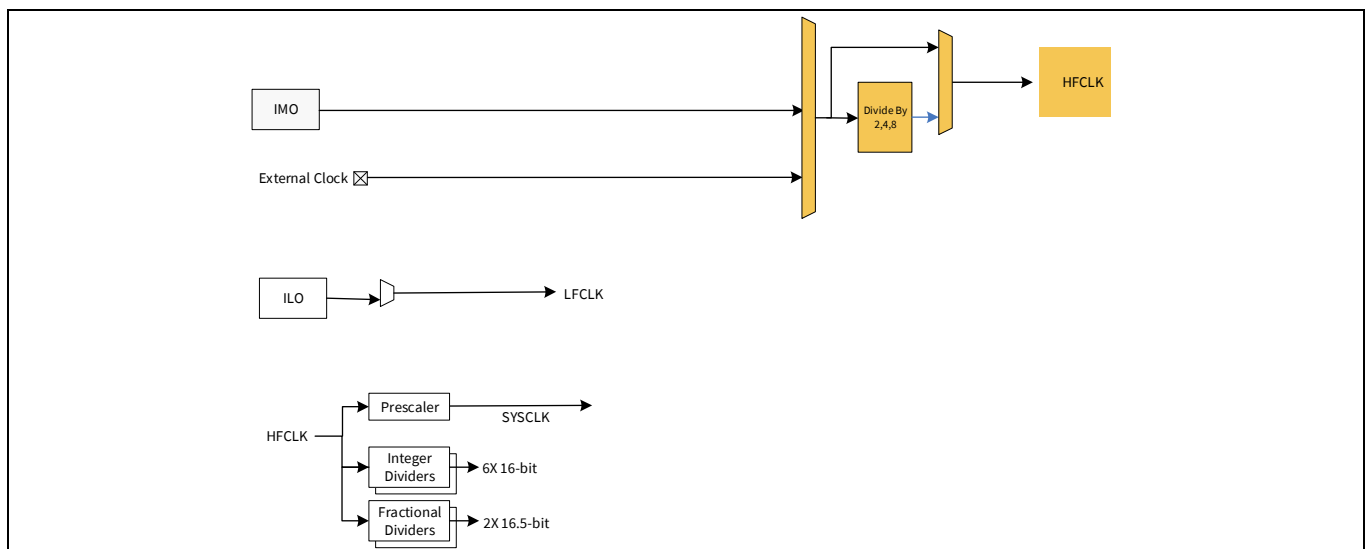 HFCLK
IMO
Divide By
2,4,8
External Clock
ILO
LFCLK
Prescaler
SYSCLK
HFCLK
Integer
Dividers
6X 16-bit
Fractional
Dividers
2X 16.5-bit